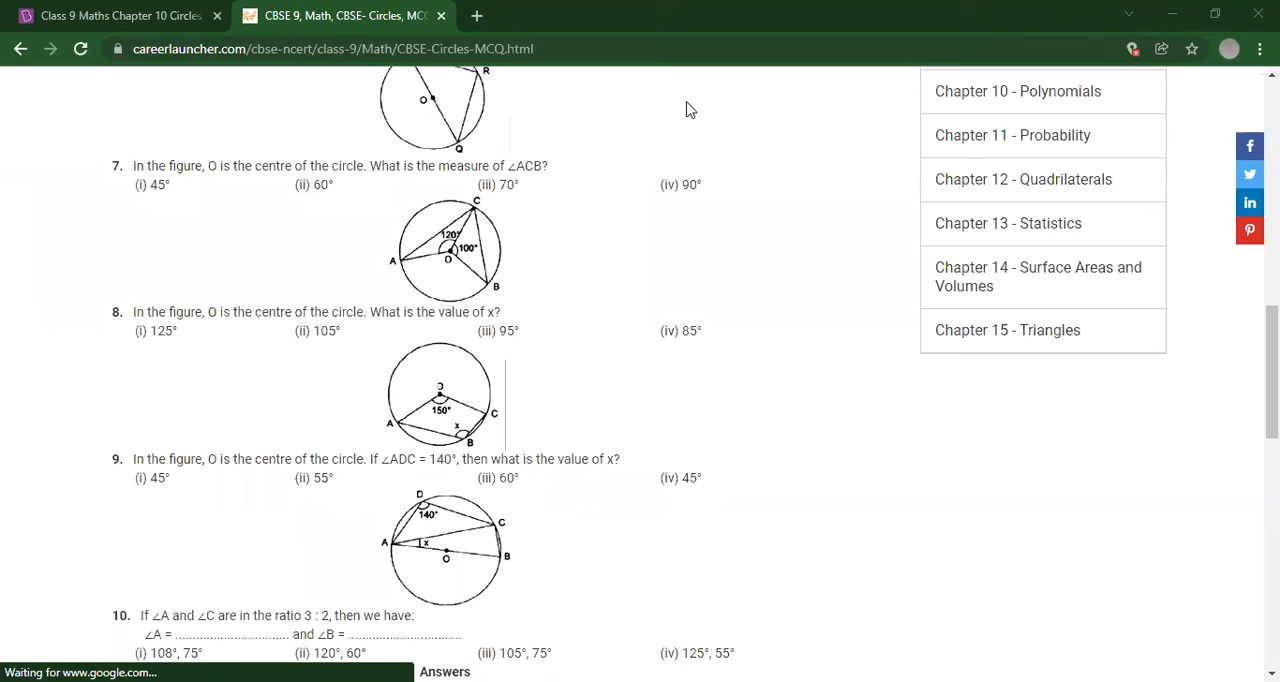 Class 9 Maths Chapter 10 Circles
CBSE 9, Math, CBSE- Circles, MC
careerlauncher.com/cbse-ncert/class-9/Math/CBSE-Circles-MCQ.html
R
O
Q
7. In the figure, O is the centre of the circle. What is the measure of ∠ACB?
(i) 45° (ii) 60° (iii) 70° (iv) 90°
C
120°
100°
A
O
B
8. In the figure, O is the centre of the circle. What is the value of x?
(i) 125° (ii) 105° (iii) 95° (iv) 85°
150°
A
C
x
B
9. In the figure, O is the centre of the circle. If ∠ADC = 140°, then what is the value of x?
(i) 45° (ii) 55° (iii) 60° (iv) 45°
D
140°
C
A
x
O
B
10. If ∠A and ∠C are in the ratio 3 : 2, then we have:
∠A = ................................ and ∠B = ................................
(i) 108°, 75° (ii) 120°, 60° (iii) 105°, 75° (iv) 125°, 55°
Answers
Chapter 10 - Polynomials
Chapter 11 - Probability
Chapter 12 - Quadrilaterals
Chapter 13 - Statistics
Chapter 14 - Surface Areas and
Volumes
Chapter 15 - Triangles
Waiting for www.google.com...